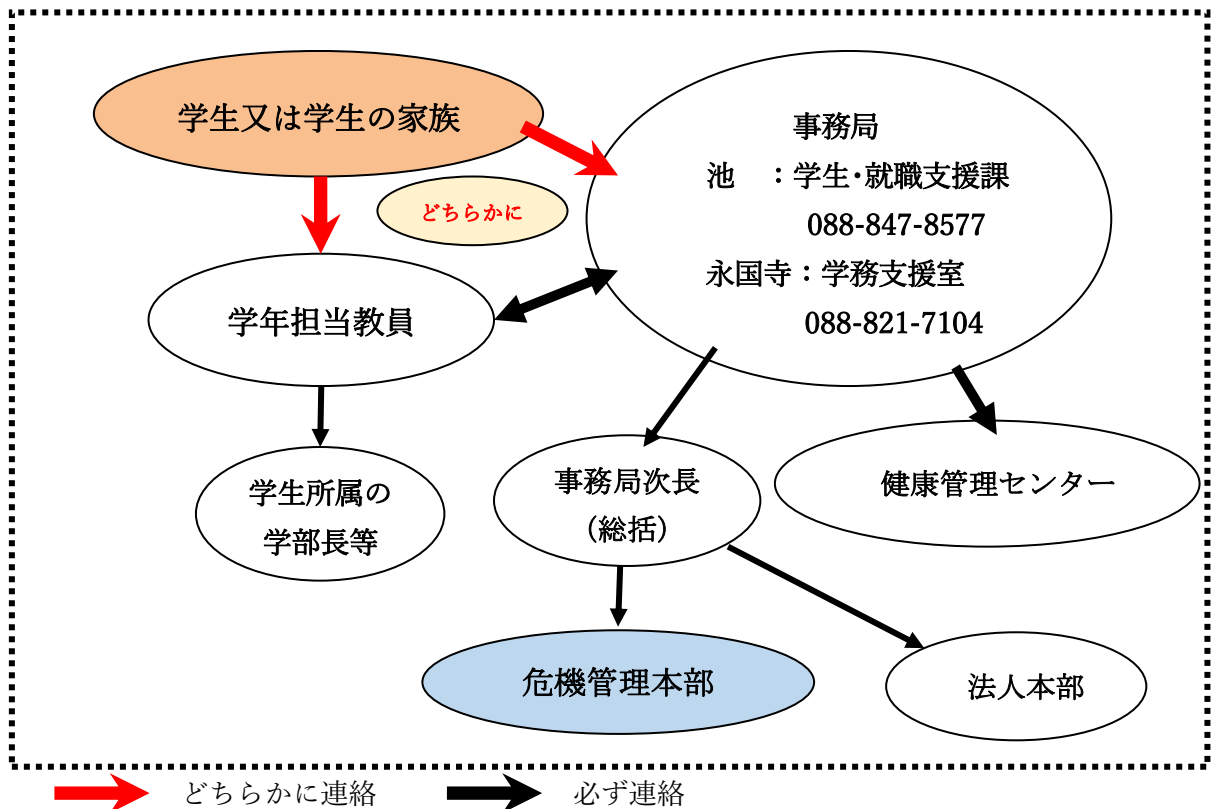 学生又は学生の家族
どちらかに
事務局
池　：学生･就職支援課
088-847-8577
永国寺：学務支援室
088-821-7104
学年担当教員
学生所属の
学部長等
事務局次長
（総括）
健康管理センター
危機管理本部
法人本部
どちらかに連絡
必ず連絡